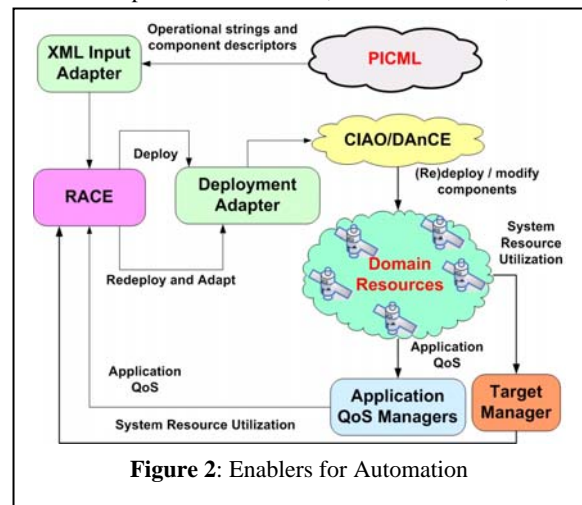 Operational strings and
component descriptors
XML Input
Adapter
PICML
CIAO/DAnCE
Deploy
(Re)deploy / modify
components
RACE
Deployment
Adapter
System
Resource
Utilization
Domain
Resources
Redeploy and Adapt
Application
QoS
Application
QoS
Application
QoS Managers
Target
Manager
System Resource Utilization
Figure 2: Enablers for Automation